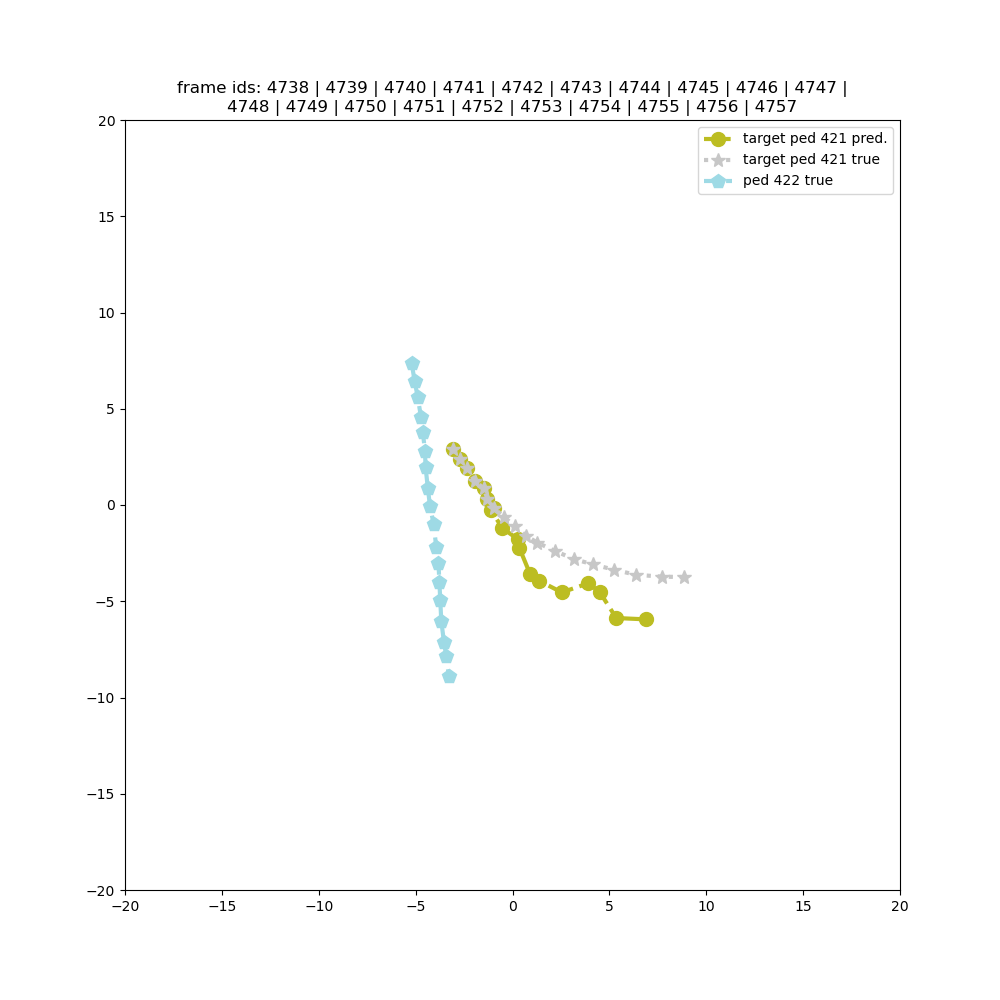 frame ids: 4738 | 4739 | 4740 | 4741 | 4742 | 4743 | 4744 | 4745 | 4746 | 4747 |
4748 | 4749 | 4750 | 4751 | 4752 | 4753 | 4754 | 4755 | 4756 | 4757
target ped 421 pred.
target ped 421 true
ped 422 true
20
15
10
5
0
−5
−10
−15
−20
−20 −15 −10 −5 0 5 10 15 20